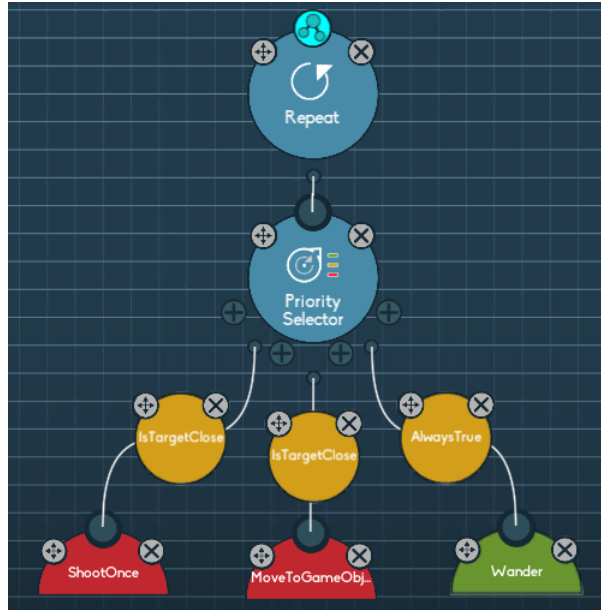 Repeat
Priority
Selector
IsTargetClose
IsTargetClose
AlwaysTrue
ShootOnce
MoveToGameObj...
Wander